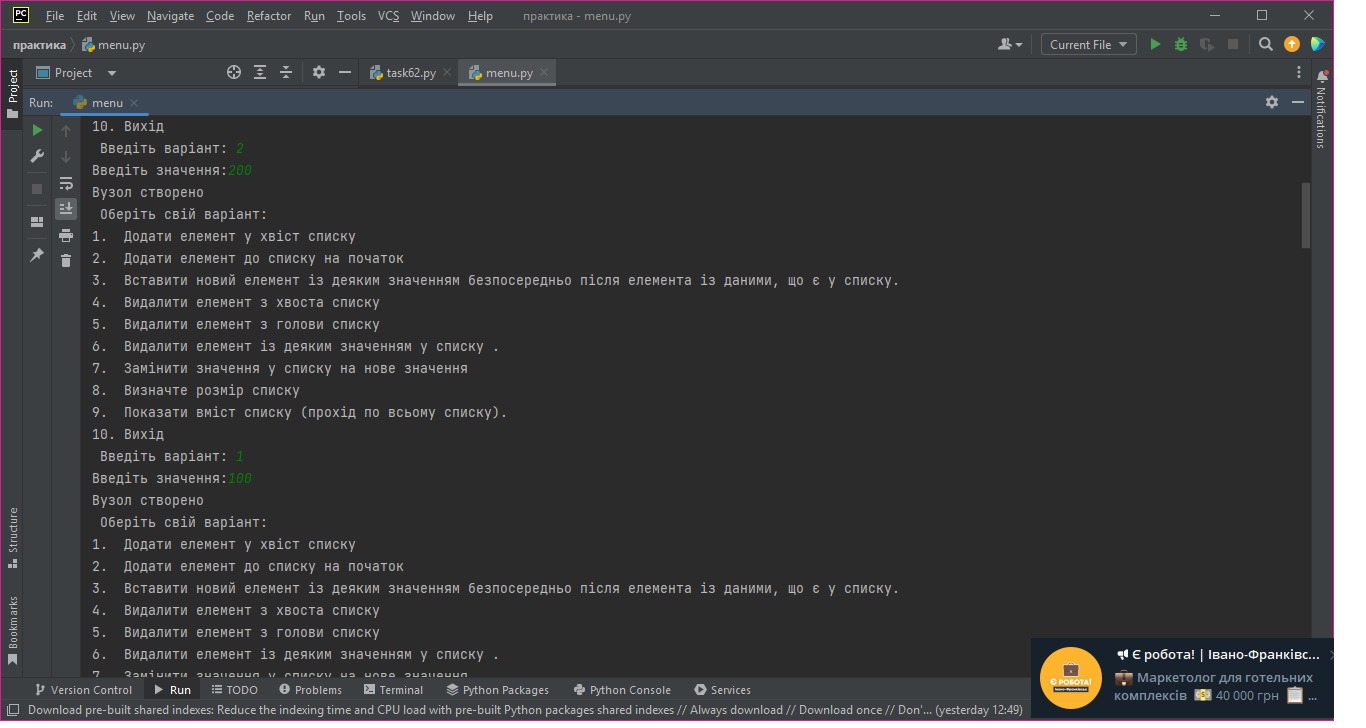 PC File Edit View Navigate Code Refactor Run Tools VCS Window Help практика - menu.py
практика menu.py Current File
Project task62.py menu.py
Project
Notifications
Run: menu
10. Вихід
Введіть варіант: 2
Введіть значення:200
Вузол створено
Оберіть свій варіант:
1. Додати елемент у хвіст списку
2. Додати елемент до списку на початок
3. Вставити новий елемент із деяким значенням безпосередньо після елемента із даними, що є у списку.
4. Видалити елемент з хвоста списку
5. Видалити елемент з голови списку
6. Видалити елемент із деяким значенням у списку .
7. Замінити значення у списку на нове значення
8. Визначте розмір списку
9. Показати вміст списку (прохід по всьому списку).
10. Вихід
Введіть варіант: 1
Введіть значення:100
Вузол створено
Оберіть свій варіант:
1. Додати елемент у хвіст списку
2. Додати елемент до списку на початок
3. Вставити новий елемент із деяким значенням безпосередньо після елемента із даними, що є у списку.
4. Видалити елемент з хвоста списку
5. Видалити елемент з голови списку
6. Видалити елемент із деяким значенням у списку .
7. Замінити значення у списку на нове значення
Structure
Bookmarks
Є РОБОТА!
Івано-Франківськ
Є робота! | Івано-Франківс...
Маркетолог для готельних
комплексів 40 000 грн ...
Version Control Run TODO Problems Terminal Python Packages Python Console Services
Download pre-built shared indexes: Reduce the indexing time and CPU load with pre-built Python packages shared indexes // Always download // Download once // Don'... (yesterday 12:49)